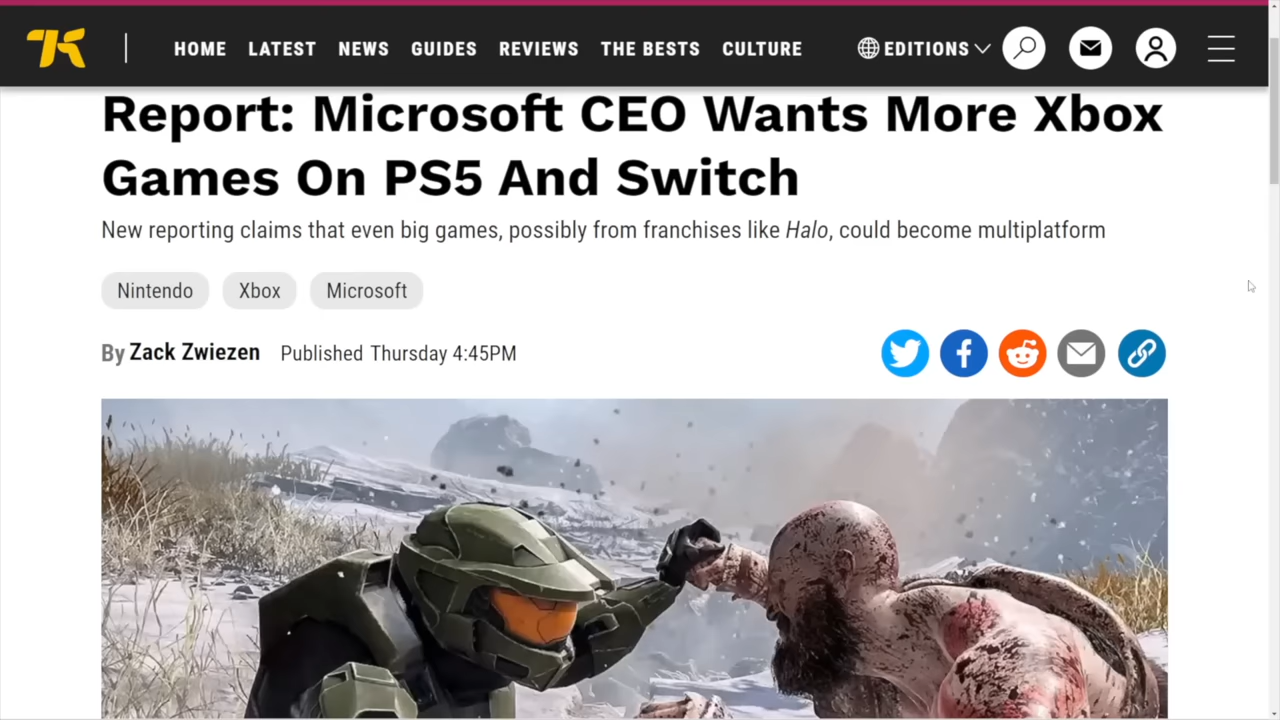 HOME LATEST NEWS GUIDES REVIEWS THE BESTS CULTURE EDITIONS
Report: Microsoft CEO Wants More Xbox
Games On PS5 And Switch
New reporting claims that even big games, possibly from franchises like Halo, could become multiplatform
Nintendo Xbox Microsoft
By Zack Zwiezen Published Thursday 4:45PM